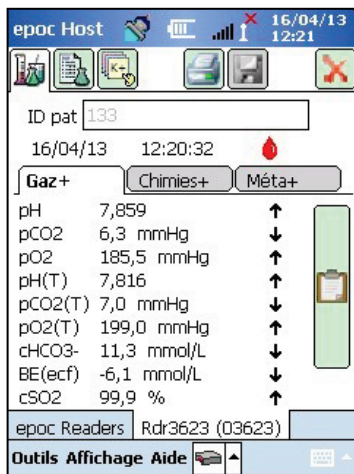 epoc Host 16/04/13
12:21
K+
ID pat 133
16/04/13 12:20:32
Gaz+ Chimies+ Méta+
pH 7,859 ↑
pCO2 6,3 mmHg ↓
pO2 185,5 mmHg ↑
pH(T) 7,816 ↑
pCO2(T) 7,0 mmHg ↓
pO2(T) 199,0 mmHg ↑
cHCO3- 11,3 mmol/L ↓
BE(ecf) -6,1 mmol/L ↓
cSO2 99,9 % ↑
epoc Readers Rdr3623 (03623)
Outils Affichage Aide